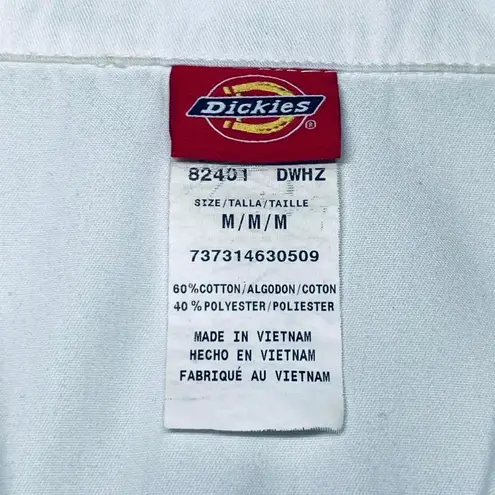 Dickies®
82401 DWHZ
SIZE/TALLA/TAILLE
M/M/M
737314630509
60%COTTON/ALGODON/COTON
40%POLYESTER/POLIESTER
MADE IN VIETNAM
HECHO EN VIETNAM
FABRIQUÉ AU VIETNAM